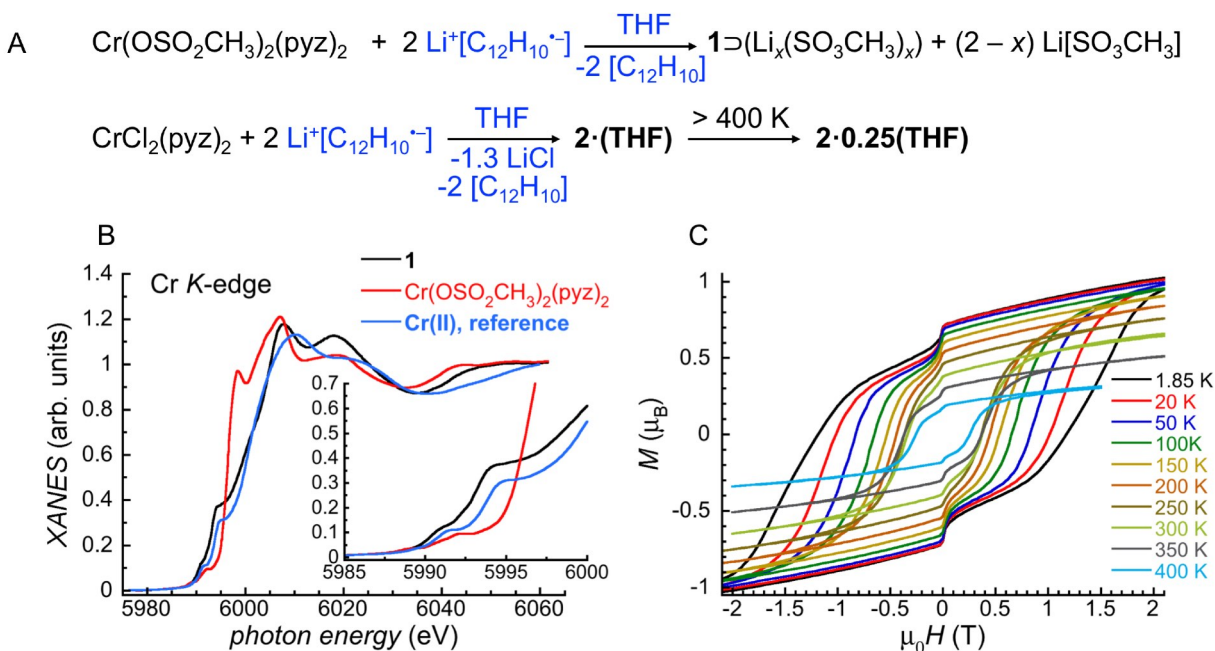 A
Cr(OSO₂CH₃)₂(pyz)₂ + 2 Li⁺[C₁₂H₁₀•⁻] THF -2 [C₁₂H₁₀] 1⊃(Liₓ(SO₃CH₃)ₓ) + (2 – x) Li[SO₃CH₃]
CrCl₂(pyz)₂ + 2 Li⁺[C₁₂H₁₀•⁻] THF -1.3 LiCl -2 [C₁₂H₁₀] 2·(THF) > 400 K 2·0.25(THF)
B
Cr K-edge
1
Cr(OSO₂CH₃)₂(pyz)₂
Cr(II), reference
XANES (arb. units)
1.4
1.2
1
0.8
0.6
0.4
0.2
0
5980 6000 6020 6040 6060
photon energy (eV)
0.7
0.6
0.5
0.4
0.3
0.2
0.1
0
5985 5990 5995 6000
C
M (μ_B)
1
0.5
0
-0.5
-1
-2 -1.5 -1 -0.5 0 0.5 1 1.5 2
μ₀H (T)
1.85 K
20 K
50 K
100K
150 K
200 K
250 K
300 K
350 K
400 K